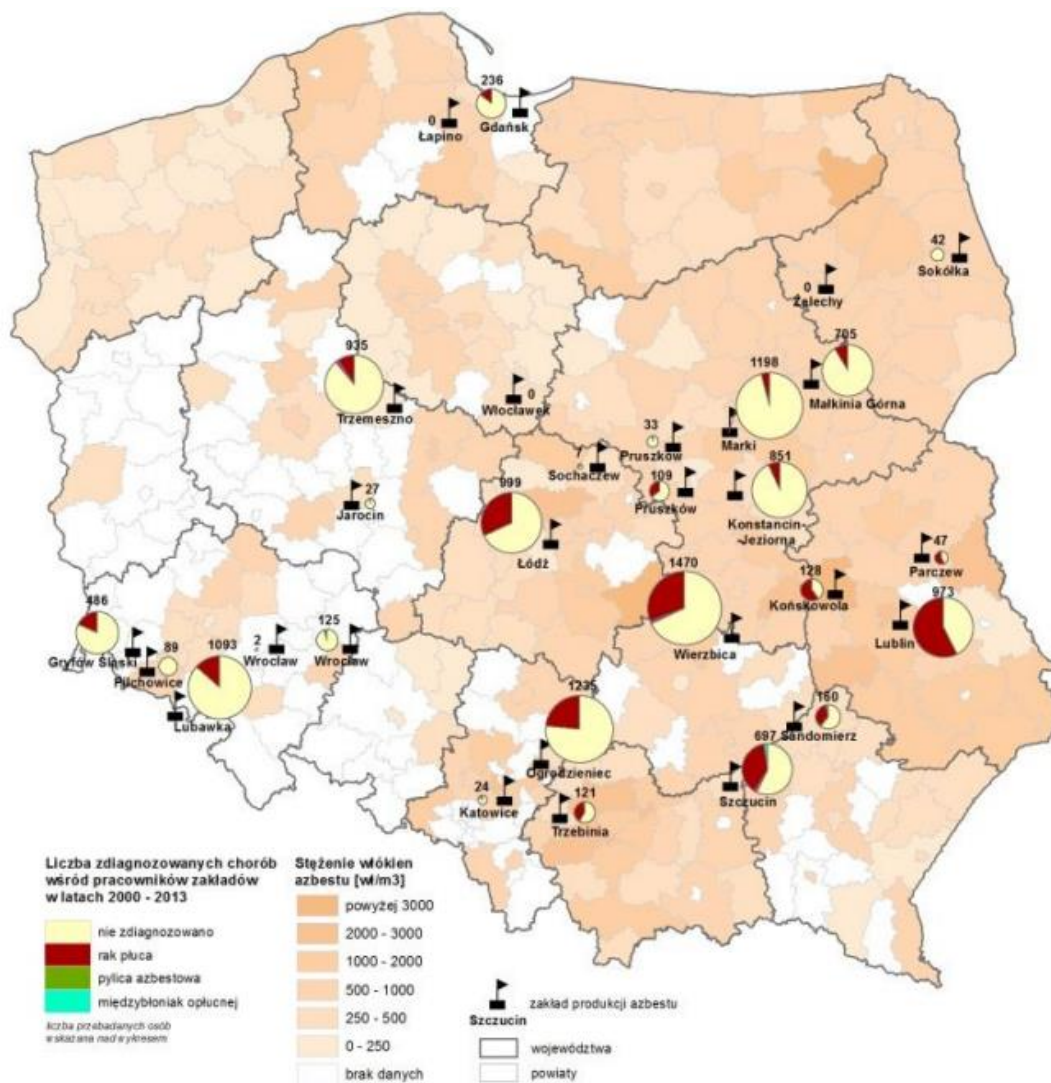 236
Gdańsk
0
Łapino
42
Sokółka
0
Żelechy
935
Trzemeszno
Włocławek 0
1198
Marki
705
Małkinia Górna
33
Pruszków
7
Sochaczew
109
Pruszków
851
Konstancin-
Jeziorna
27
Jarocin
999
Łódź
1470
Wierzbica
128
Końskowola
47
Parczew
973
Lublin
486
Gryfów Śląski
89
Pilchowice
1093
Lubawka
2
Wrocław
125
Wrocław
1235
Ogrodzieniec
160
Sandomierz
697
Szczucin
24
Katowice
121
Trzebinia
Liczba zdiagnozowanych chorób
wśród pracowników zakładów
w latach 2000 - 2013
nie zdiagnozowano
rak płuca
pylica azbestowa
międzybłoniak opłucnej
liczba przebadanych osób
wskazana nad wykresem
Stężenie włókien
azbestu [wł/m3]
powyżej 3000
2000 - 3000
1000 - 2000
500 - 1000
250 - 500
0 - 250
brak danych
zakład produkcji azbestu
Szczucin
województwa
powiaty